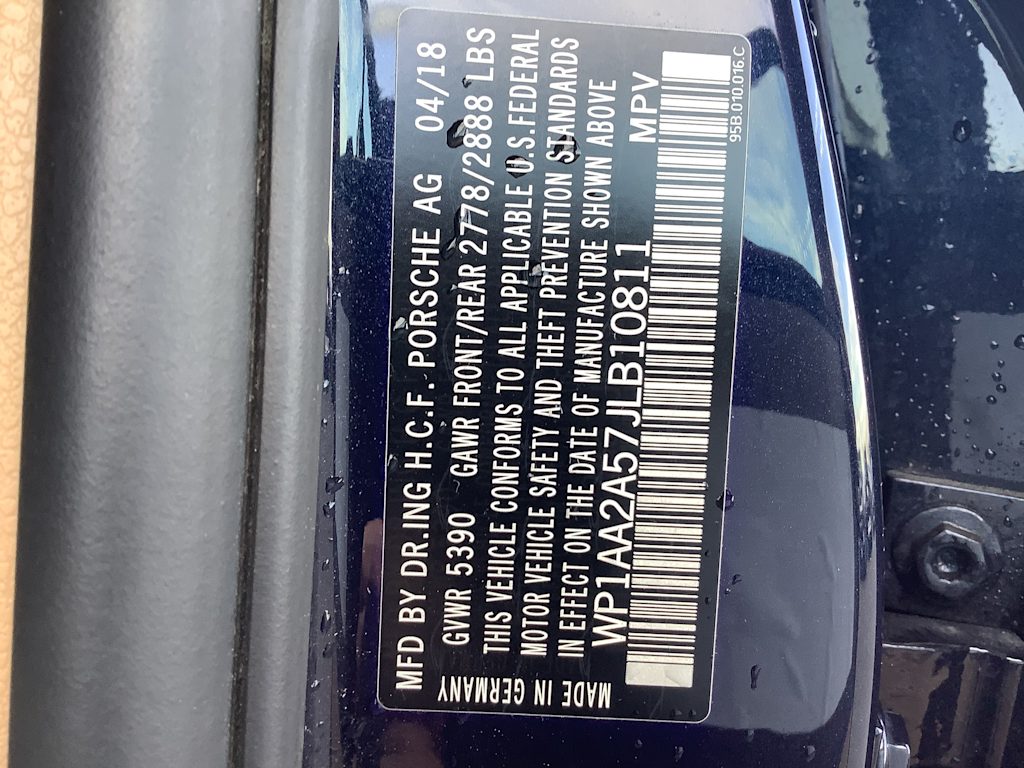 MFD BY DR.ING H.C.F. PORSCHE AG 04/18
GVWR 5390 GAWR FRONT/REAR 2778/2888 LBS
THIS VEHICLE CONFORMS TO ALL APPLICABLE U.S.FEDERAL
MOTOR VEHICLE SAFETY AND THEFT PREVENTION STANDARDS
IN EFFECT ON THE DATE OF MANUFACTURE SHOWN ABOVE
WP1AA2A57JLB10811 MPV
MADE IN GERMANY
95B.010.016.C